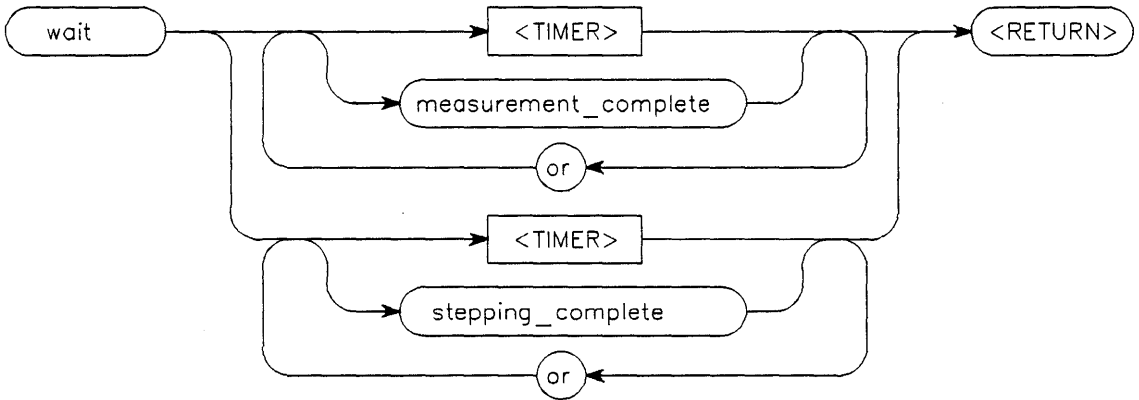 wait
<TIMER>
<RETURN>
measurement_complete
or
<TIMER>
stepping_complete
or